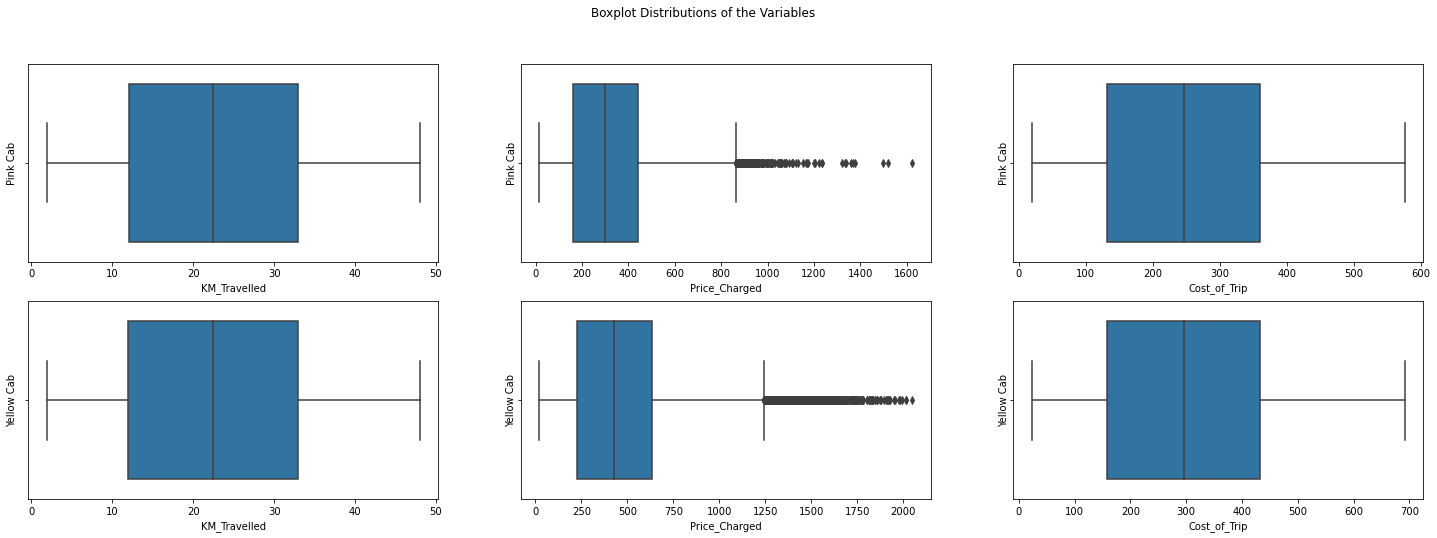 Boxplot Distributions of the Variables
Pink Cab
0 10 20 30 40 50
KM_Travelled
Pink Cab
0 200 400 600 800 1000 1200 1400 1600
Price_Charged
Pink Cab
0 100 200 300 400 500 600
Cost_of_Trip
Yellow Cab
0 10 20 30 40 50
KM_Travelled
Yellow Cab
0 250 500 750 1000 1250 1500 1750 2000
Price_Charged
Yellow Cab
0 100 200 300 400 500 600 700
Cost_of_Trip